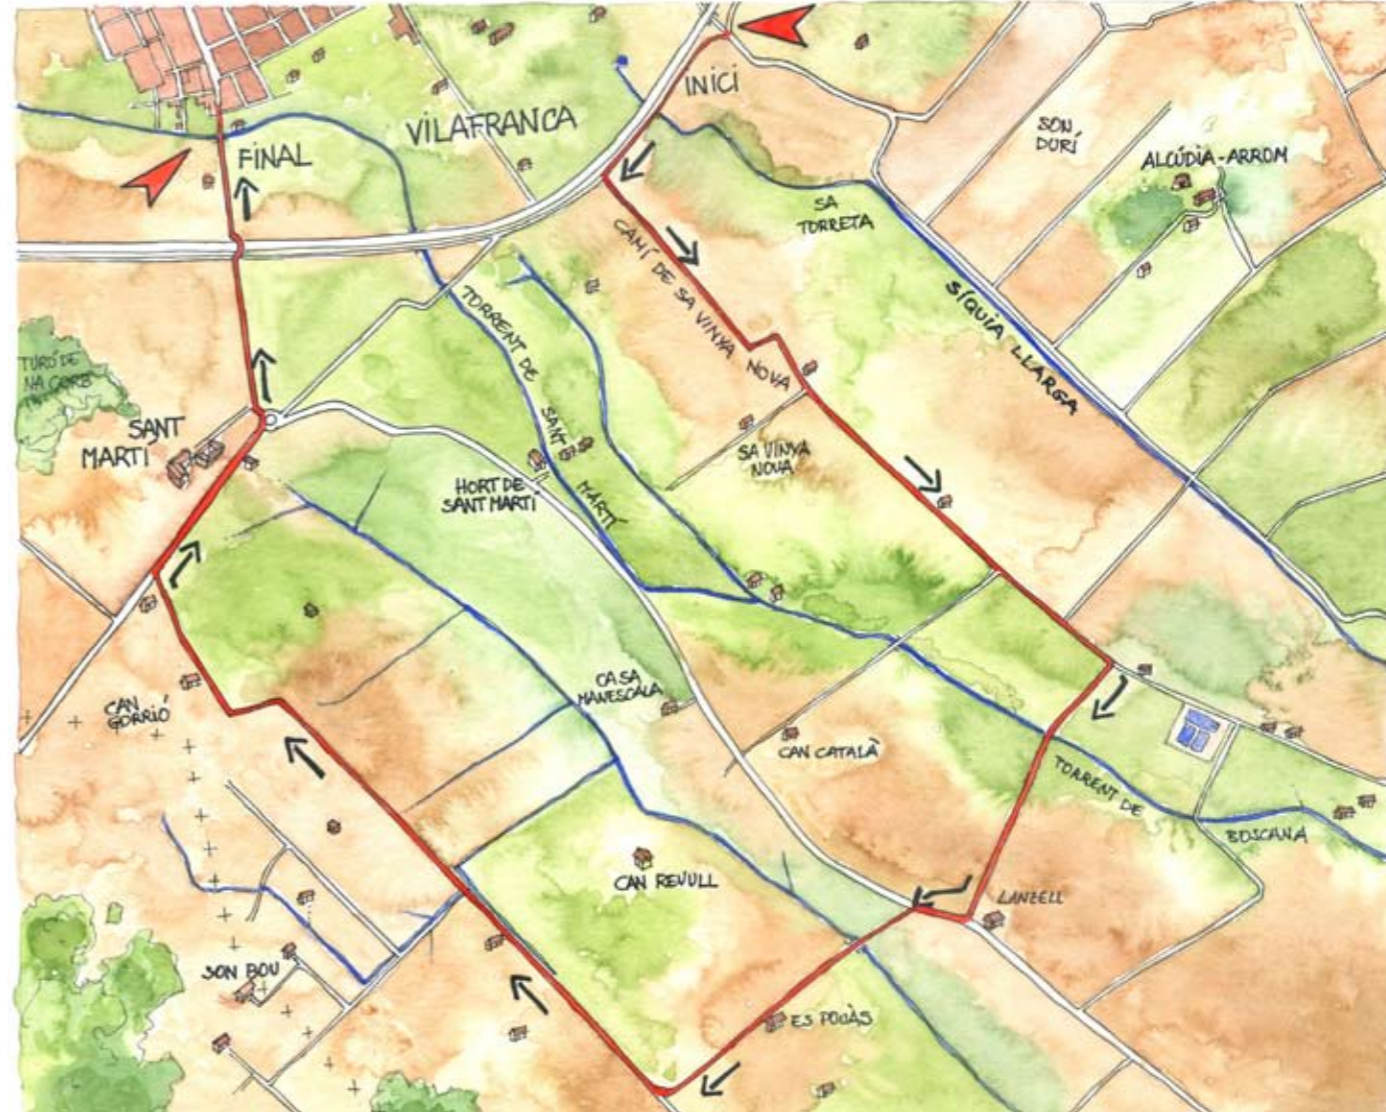 INICI
VILAFRANCA
FINAL
SON
DURÍ
ALCÚDIA-ARROM
SA
TORRETA
CAMÍ DE SA VINYA NOVA
SÍQUIA LLARGA
TORRENT DE SANT MARTÍ
TURÓ DE
NA CORB
SANT
MARTÍ
SA VINYA
NOVA
HORT DE
SANT MARTÍ
CASA
MANESCALA
CAN
GORRIÓ
CAN CATALÀ
TORRENT DE
BOSCANA
CAN REVULL
LANZELL
SON POU
ES POUÀS